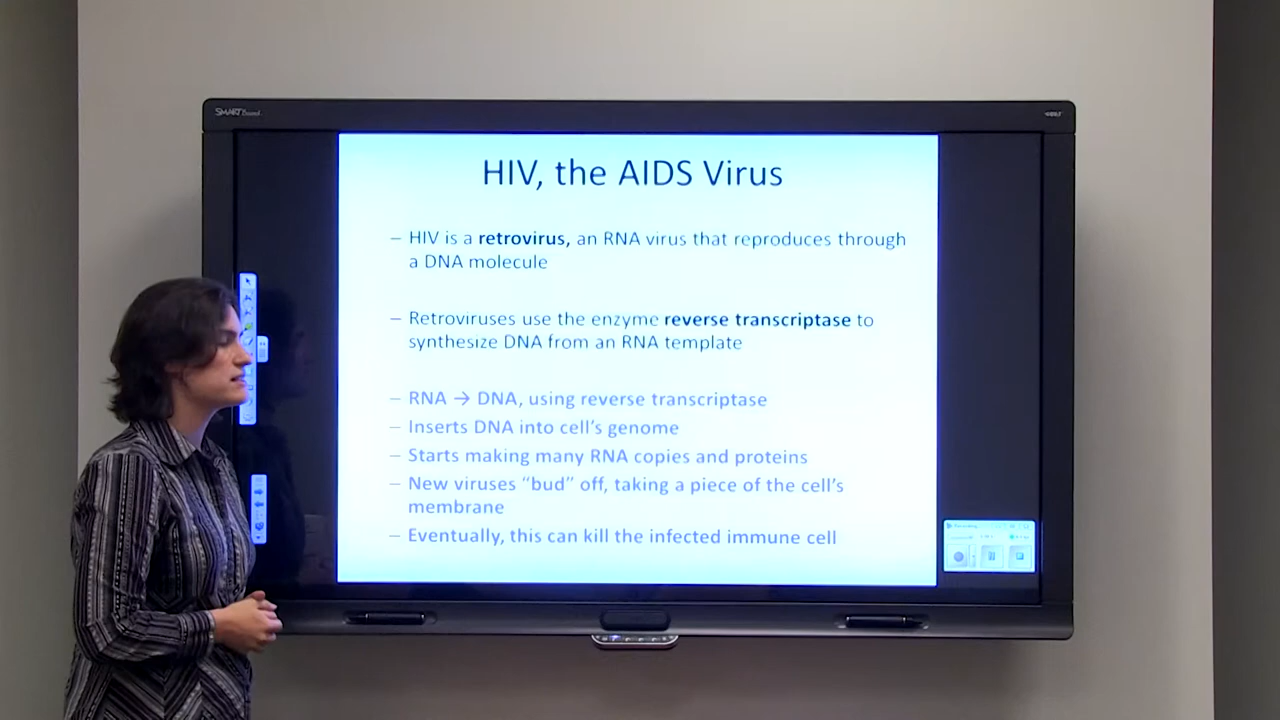 SMART Board
HIV, the AIDS Virus
– HIV is a retrovirus, an RNA virus that reproduces through
a DNA molecule
– Retroviruses use the enzyme reverse transcriptase to
synthesize DNA from an RNA template
– RNA → DNA, using reverse transcriptase
– Inserts DNA into cell’s genome
– Starts making many RNA copies and proteins
– New viruses “bud” off, taking a piece of the cell’s
membrane
– Eventually, this can kill the infected immune cell